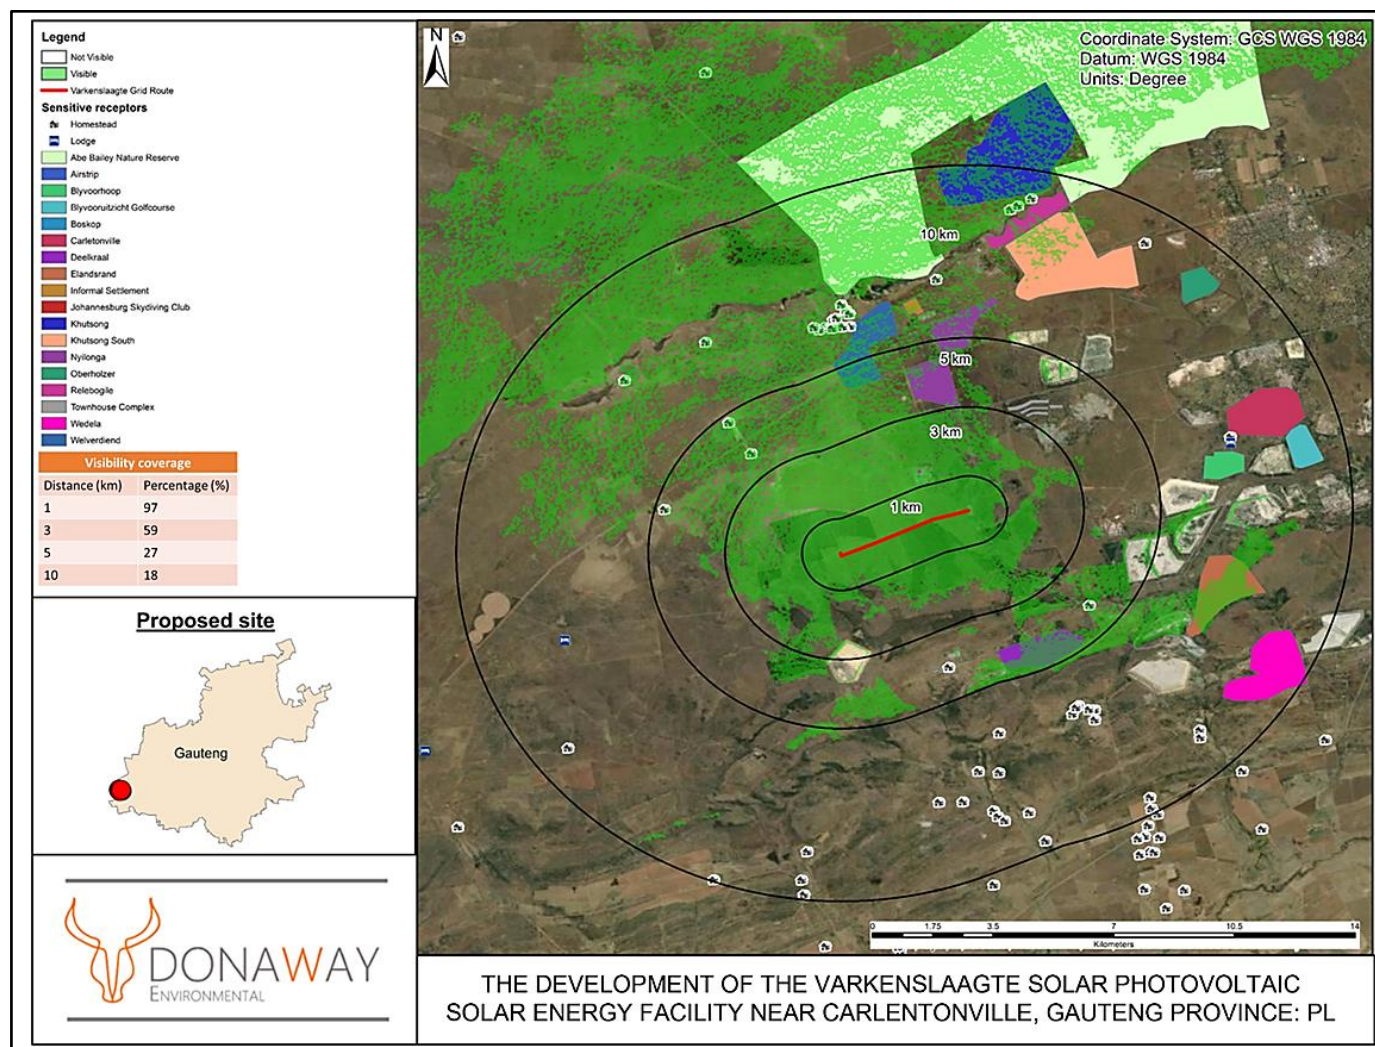 Legend
Not Visible
Visible
Varkenslaagte Grid Route
Sensitive receptors
Homestead
Lodge
Abe Bailey Nature Reserve
Airstrip
Blyvoorhoop
Blyvooruitzicht Golfcourse
Boskop
Carletonville
Deelkraal
Elandsrand
Informal Settlement
Johannesburg Skydiving Club
Khutsong
Khutsong South
Nyilonga
Oberholzer
Relebogile
Townhouse Complex
Wedela
Welverdiend
Visibility coverage
Distance (km) Percentage (%)
1 97
3 59
5 27
10 18
Proposed site
Gauteng
DONAWAY
ENVIRONMENTAL
N
Coordinate System: GCS WGS 1984
Datum: WGS 1984
Units: Degree
10 km
5 km
3 km
1 km
0 1.75 3.5 7 10.5 14
Kilometers
THE DEVELOPMENT OF THE VARKENSLAAGTE SOLAR PHOTOVOLTAIC
SOLAR ENERGY FACILITY NEAR CARLENTONVILLE, GAUTENG PROVINCE: PL